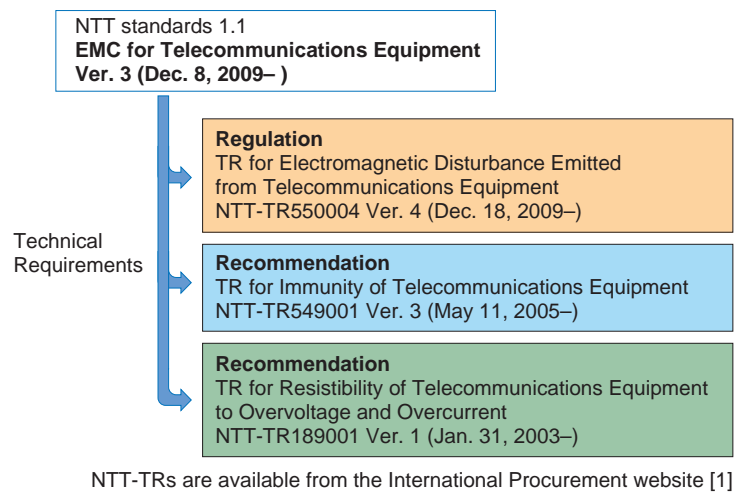 NTT standards 1.1
EMC for Telecommunications Equipment
Ver. 3 (Dec. 8, 2009– )
Regulation
TR for Electromagnetic Disturbance Emitted
from Telecommunications Equipment
NTT-TR550004 Ver. 4 (Dec. 18, 2009–)
Technical
Requirements
Recommendation
TR for Immunity of Telecommunications Equipment
NTT-TR549001 Ver. 3 (May 11, 2005–)
Recommendation
TR for Resistibility of Telecommunications Equipment
to Overvoltage and Overcurrent
NTT-TR189001 Ver. 1 (Jan. 31, 2003–)
NTT-TRs are available from the International Procurement website [1]